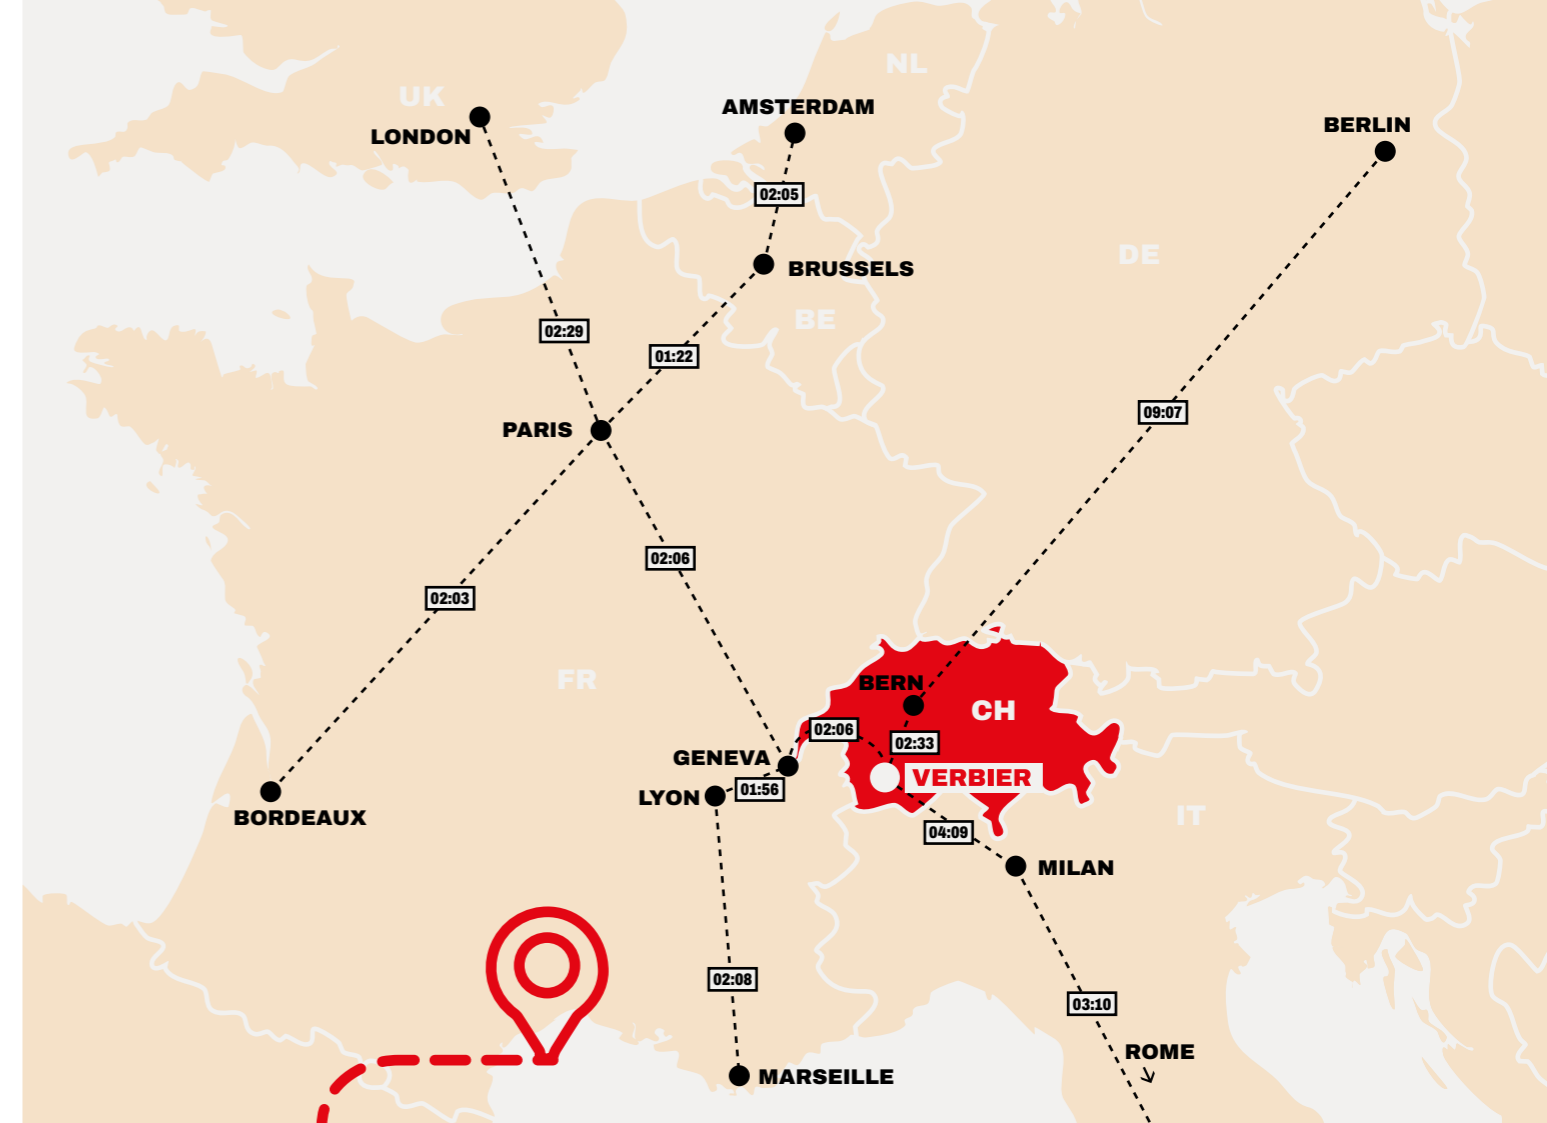 NL
UK
AMSTERDAM
LONDON
BERLIN
02:05
DE
BRUSSELS
BE
02:29
01:22
09:07
PARIS
02:06
02:03
FR
BERN
CH
02:06
02:33
GENEVA
VERBIER
01:56
LYON
BORDEAUX
IT
04:09
MILAN
02:08
03:10
ROME
MARSEILLE